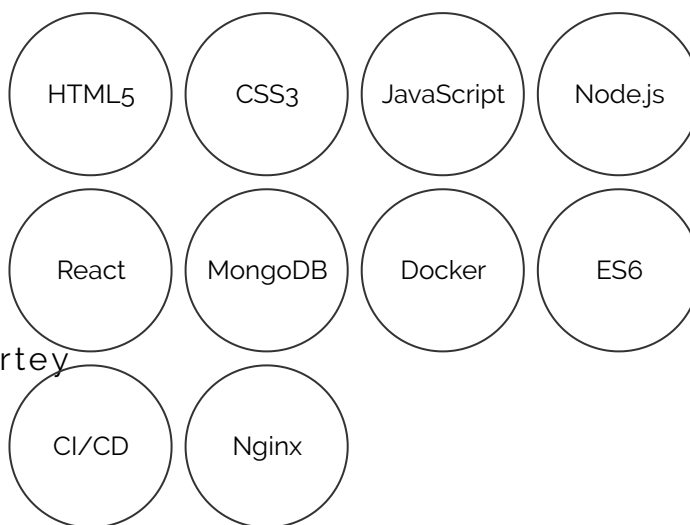 HTML5 CSS3 JavaScript Node.js
React MongoDB Docker ES6
rtey
CI/CD Nginx